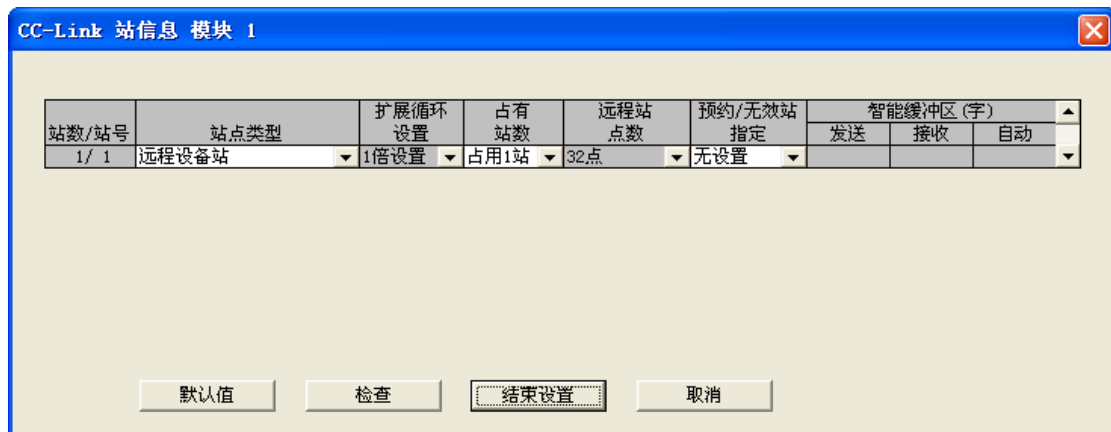 CC-Link 站信息 模块 1
扩展循环 占有 远程站 预约/无效站 智能缓冲区(字)
站数/站号 站点类型 设置 站数 点数 指定 发送 接收 自动
1/ 1 远程设备站 1倍设置 占用1站 32点 无设置
默认值 检查 结束设置 取消